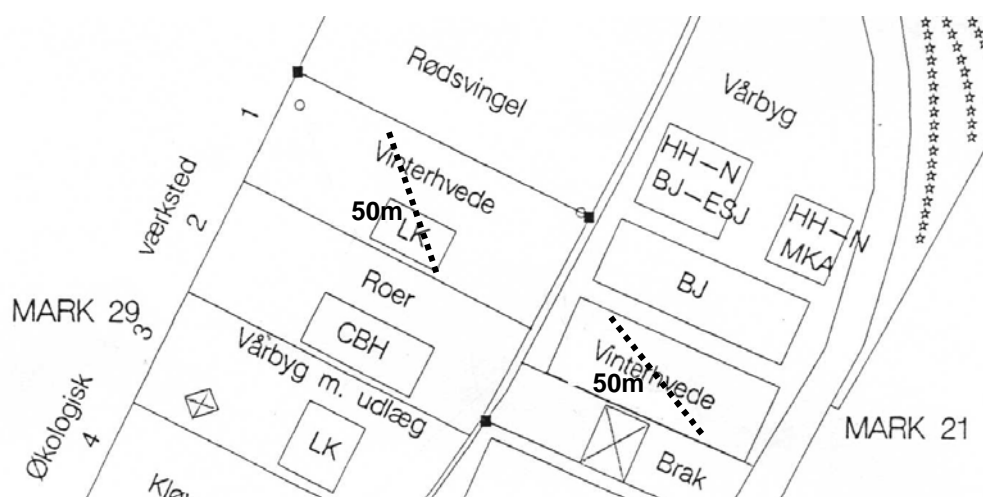 Rødsvingel
Vårbyg
1
Vinterhvede
HH–N
BJ–ESJ
50m
LK
HH–N
MKA
værksted
2
Roer
BJ
MARK 29
3
CBH
Vinterhvede
50m
Vårbyg m. udlæg
MARK 21
Økologisk
4
LK
Brak